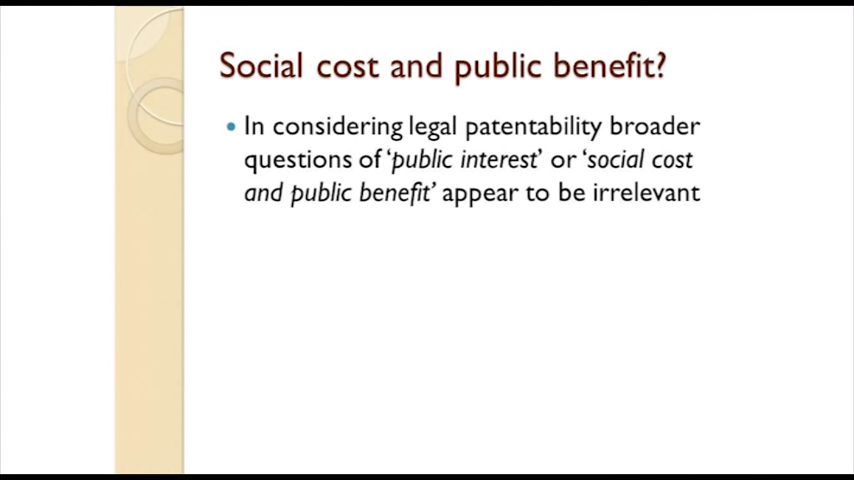 Social cost and public benefit?
• In considering legal patentability broader
questions of ‘public interest’ or ‘social cost
and public benefit’ appear to be irrelevant